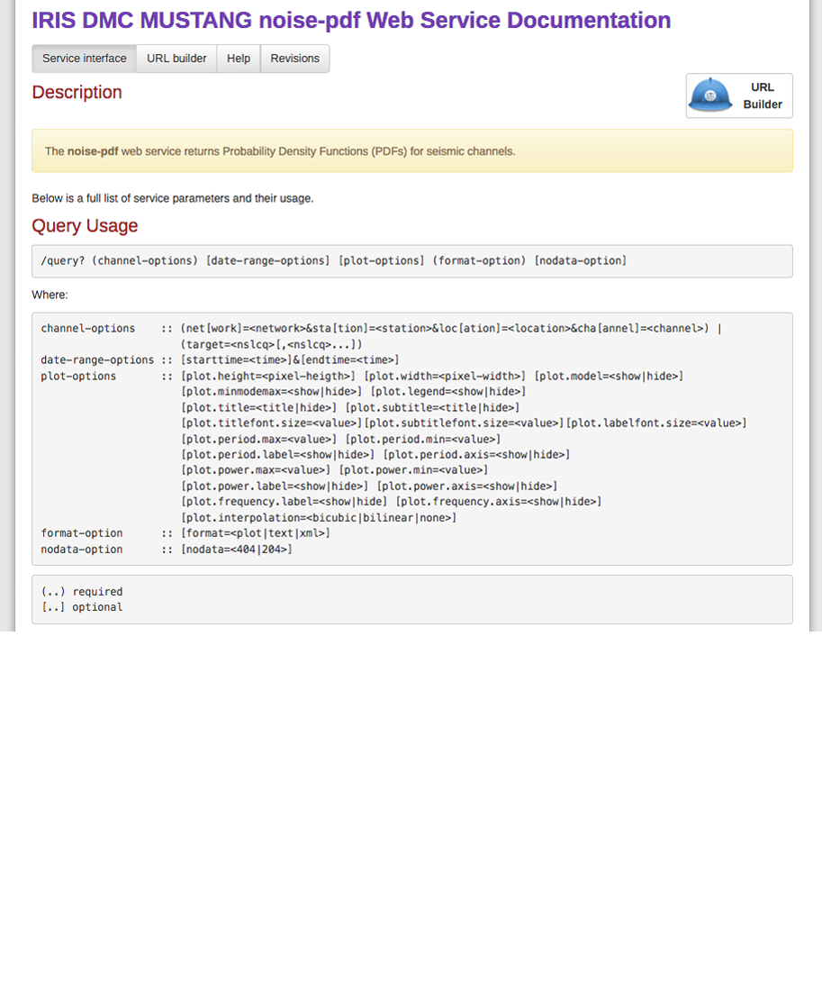 IRIS DMC MUSTANG noise-pdf Web Service Documentation
Service interface URL builder Help Revisions
Description
URL
Builder
The noise-pdf web service returns Probability Density Functions (PDFs) for seismic channels.
Below is a full list of service parameters and their usage.
Query Usage
/query? (channel-options) [date-range-options] [plot-options] (format-option) [nodata-option]
Where:
channel-options :: (net[work]=<network>&sta[tion]=<station>&loc[ation]=<location>&cha[annel]=<channel>) |
(target=<nslcq>[,<nslcq>...])
date-range-options :: [starttime=<time>]&[endtime=<time>]
plot-options :: [plot.height=<pixel-heigth>] [plot.width=<pixel-width>] [plot.model=<show|hide>]
[plot.minmodemax=<show|hide>] [plot.legend=<show|hide>]
[plot.title=<title|hide>] [plot.subtitle=<title|hide>]
[plot.titlefont.size=<value>][plot.subtitlefont.size=<value>][plot.labelfont.size=<value>]
[plot.period.max=<value>] [plot.period.min=<value>]
[plot.period.label=<show|hide>] [plot.period.axis=<show|hide>]
[plot.power.max=<value>] [plot.power.min=<value>]
[plot.power.label=<show|hide>] [plot.power.axis=<show|hide>]
[plot.frequency.label=<show|hide] [plot.frequency.axis=<show|hide>]
[plot.interpolation=<bicubic|bilinear|none>]
format-option :: [format=<plot|text|xml>]
nodata-option :: [nodata=<404|204>]
(..) required
[..] optional